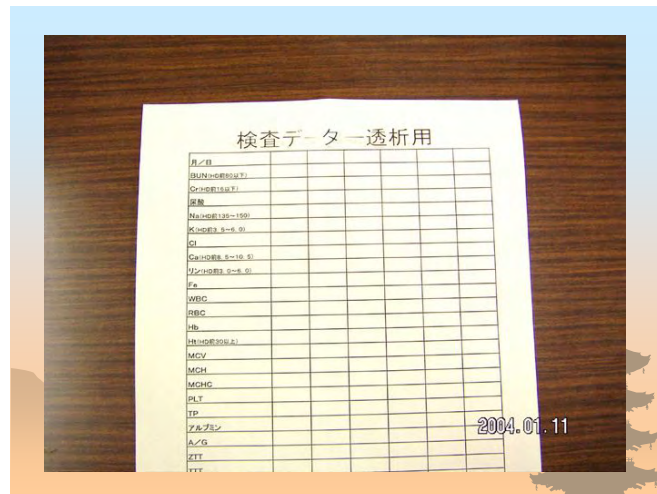 検査データー透析用
月/日
BUN(HD前80以下)
Cr(HD前15以下)
尿酸
Na(HD前135~150)
K(HD前3.5~6.0)
Cl
Ca(HD前8.5~10.5)
リン(HD前3.0~6.0)
Fe
WBC
RBC
Hb
Ht(HD前30以上)
MCV
MCH
MCHC
PLT
TP
アルブミン
A/G
ZTT
TTT
2004.01.11